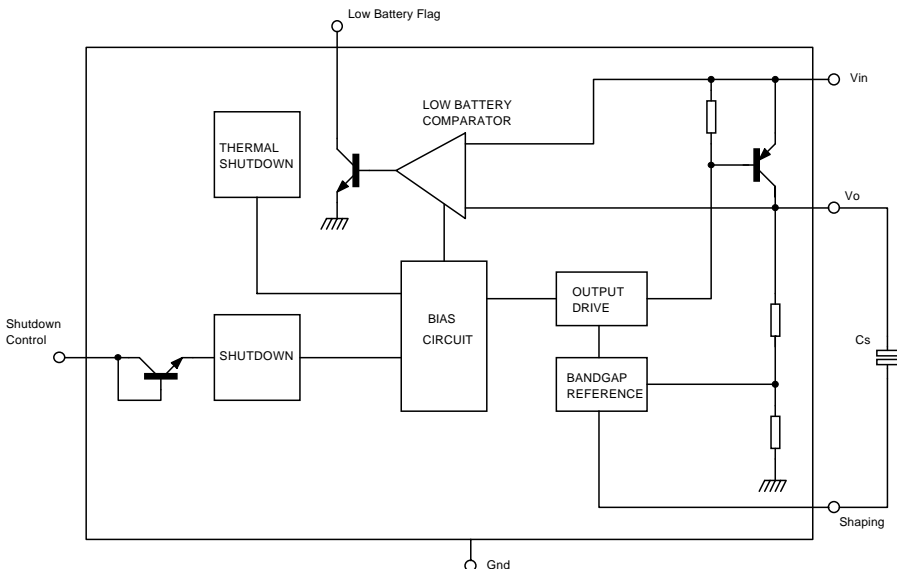 Low Battery Flag
Vin
LOW BATTERY
COMPARATOR
THERMAL
SHUTDOWN
Vo
OUTPUT
DRIVE
BIAS
CIRCUIT
Shutdown
Control
SHUTDOWN
Cs
BANDGAP
REFERENCE
Shaping
Gnd